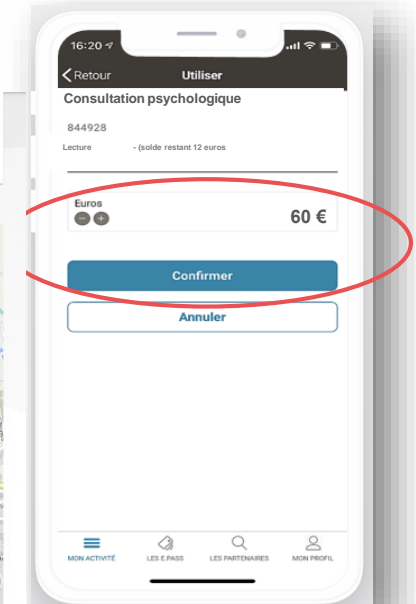 16:20
Retour Utiliser
Consultation psychologique
844928
Lecture - (solde restant 12 euros
Euros
60 €
Confirmer
Annuler
MON ACTIVITÉ LES E.PASS LES PARTENAIRES MON PROFIL